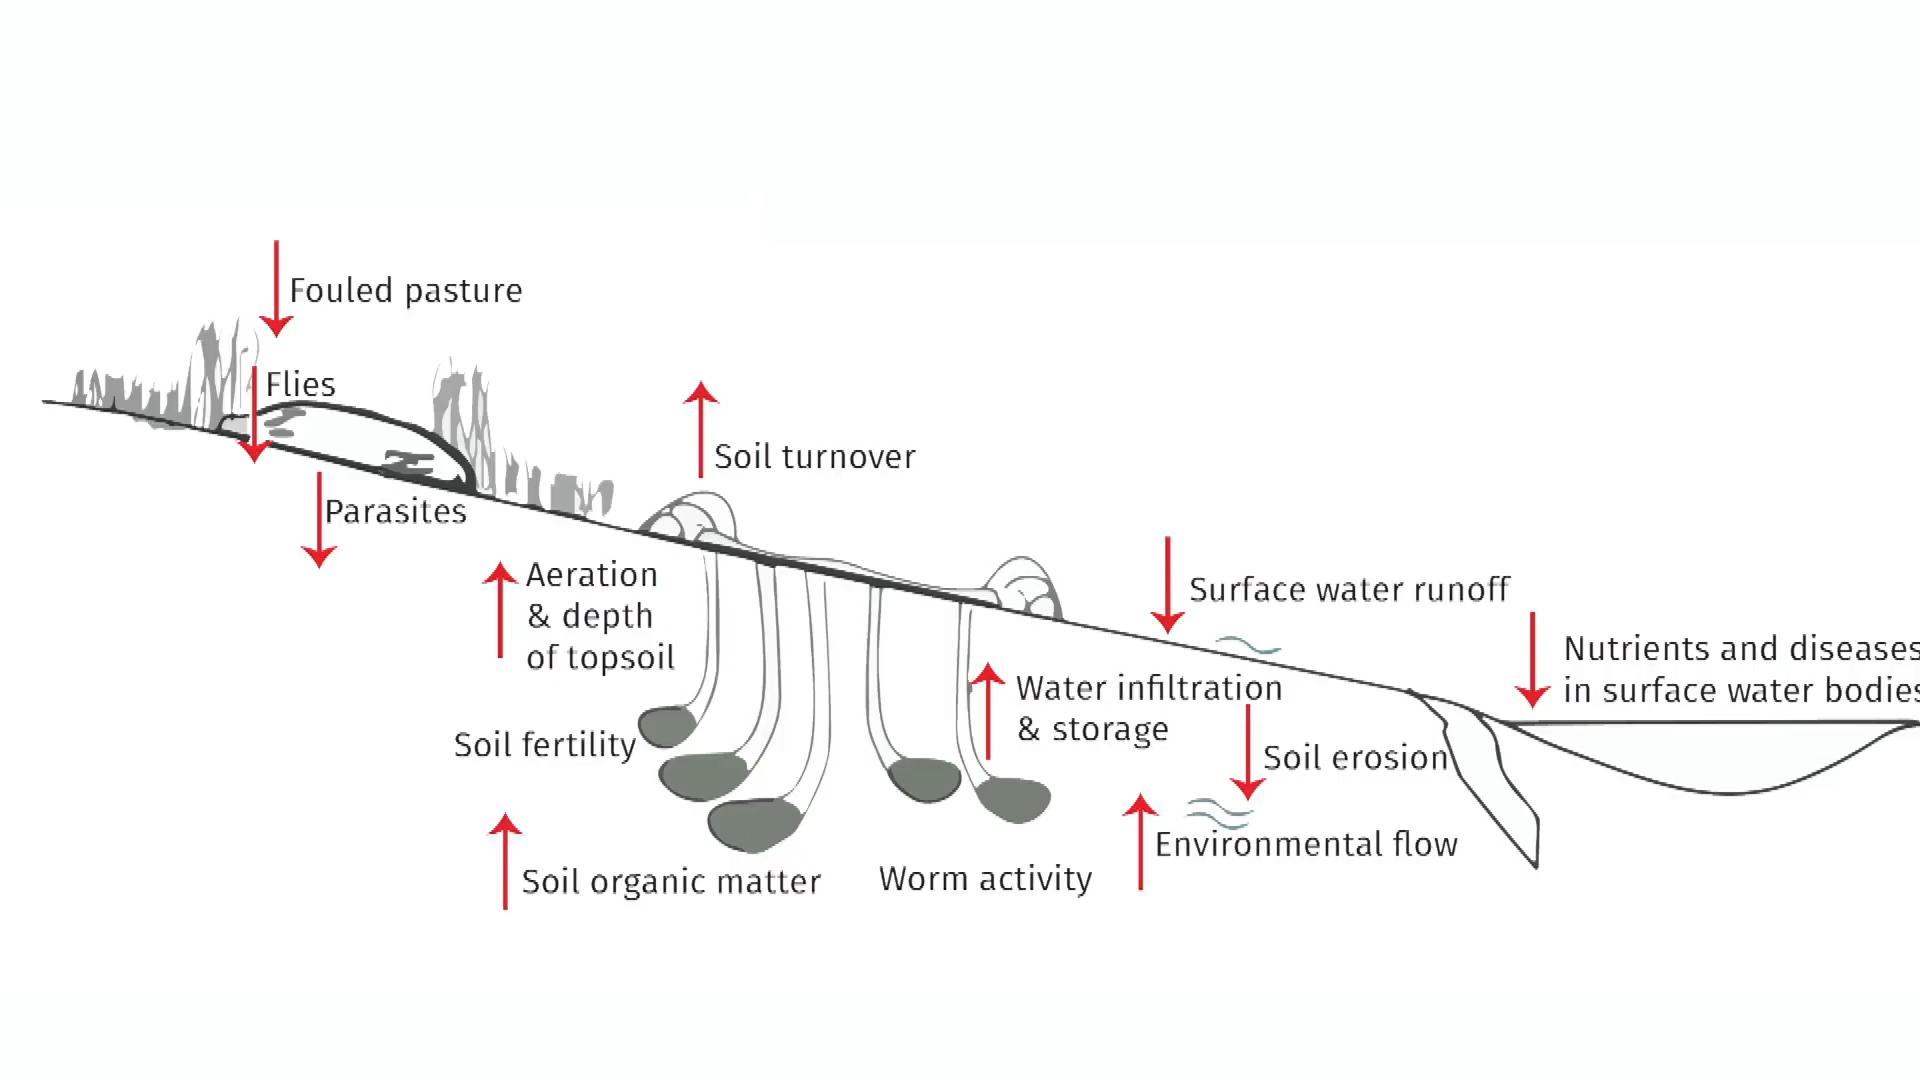 Fouled pasture
Flies
Parasites
Soil turnover
Aeration
& depth
of topsoil
Soil fertility
Soil organic matter
Worm activity
Surface water runoff
Water infiltration
& storage
Soil erosion
Environmental flow
Nutrients and diseases
in surface water bodies